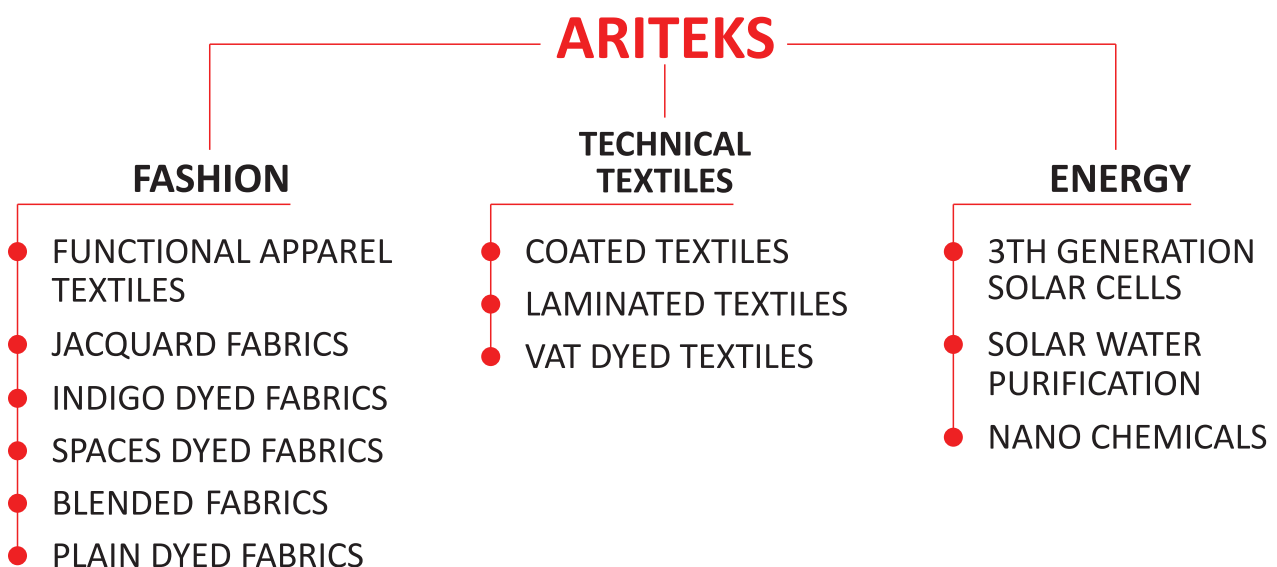 ARITEKS
FASHION
FUNCTIONAL APPAREL
TEXTILES
JACQUARD FABRICS
INDIGO DYED FABRICS
SPACES DYED FABRICS
BLENDED FABRICS
PLAIN DYED FABRICS
TECHNICAL
TEXTILES
COATED TEXTILES
LAMINATED TEXTILES
VAT DYED TEXTILES
ENERGY
3TH GENERATION
SOLAR CELLS
SOLAR WATER
PURIFICATION
NANO CHEMICALS